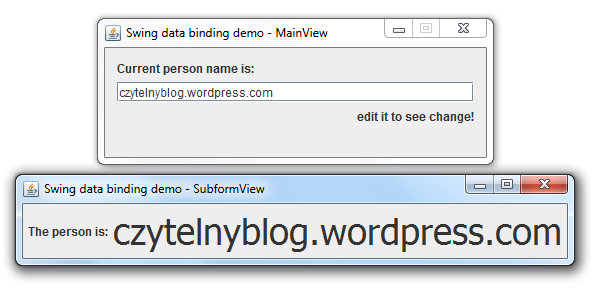 Swing data binding demo - MainView
Current person name is:
czytelnyblog.wordpress.com
edit it to see change!
Swing data binding demo - SubformView
The person is: czytelnyblog.wordpress.com